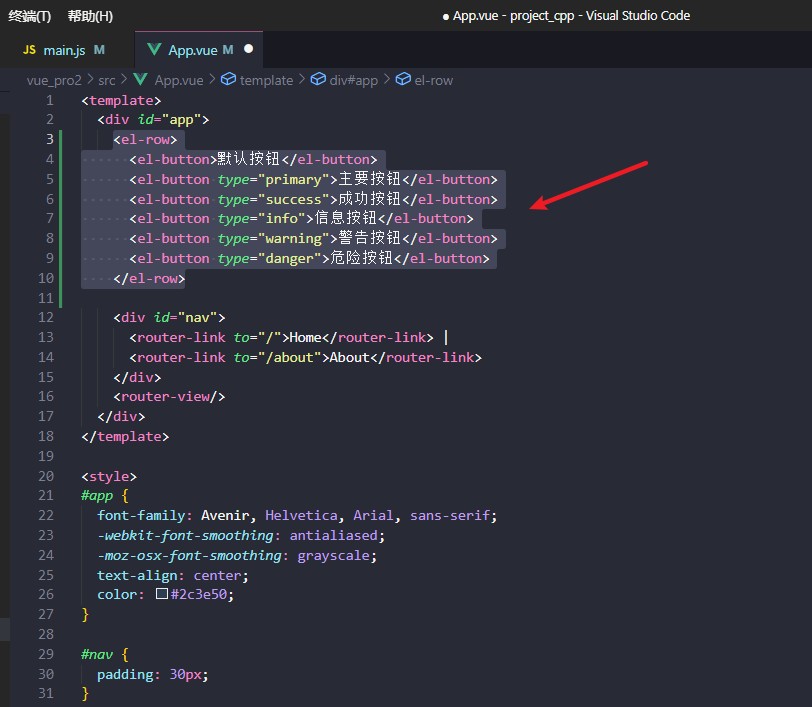 终端(T) 帮助(H) ● App.vue - project_cpp - Visual Studio Code
JS main.js M App.vue M ●
vue_pro2 > src > App.vue > template > div#app > el-row
1 <template>
2 <div id="app">
3 <el-row>
4 <el-button>默认按钮</el-button>
5 <el-button type="primary">主要按钮</el-button>
6 <el-button type="success">成功按钮</el-button>
7 <el-button type="info">信息按钮</el-button>
8 <el-button type="warning">警告按钮</el-button>
9 <el-button type="danger">危险按钮</el-button>
10 </el-row>
11
12 <div id="nav">
13 <router-link to="/">Home</router-link> |
14 <router-link to="/about">About</router-link>
15 </div>
16 <router-view/>
17 </div>
18 </template>
19
20 <style>
21 #app {
22 font-family: Avenir, Helvetica, Arial, sans-serif;
23 -webkit-font-smoothing: antialiased;
24 -moz-osx-font-smoothing: grayscale;
25 text-align: center;
26 color: #2c3e50;
27 }
28
29 #nav {
30 padding: 30px;
31 }